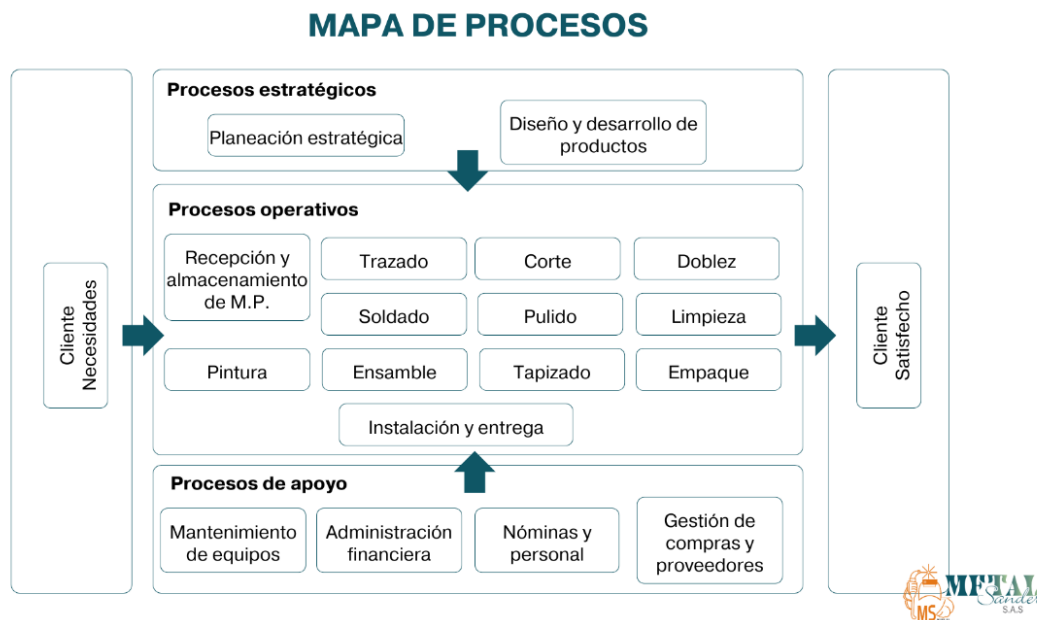 MAPA DE PROCESOS
Cliente
Necesidades
Procesos estratégicos
Planeación estratégica
Diseño y desarrollo de
productos
Procesos operativos
Recepción y
almacenamiento
de M.P.
Trazado
Corte
Doblez
Soldado
Pulido
Limpieza
Pintura
Ensamble
Tapizado
Empaque
Instalación y entrega
Procesos de apoyo
Mantenimiento
de equipos
Administración
financiera
Nóminas y
personal
Gestión de
compras y
proveedores
Cliente
Satisfecho
MS
S.A.S